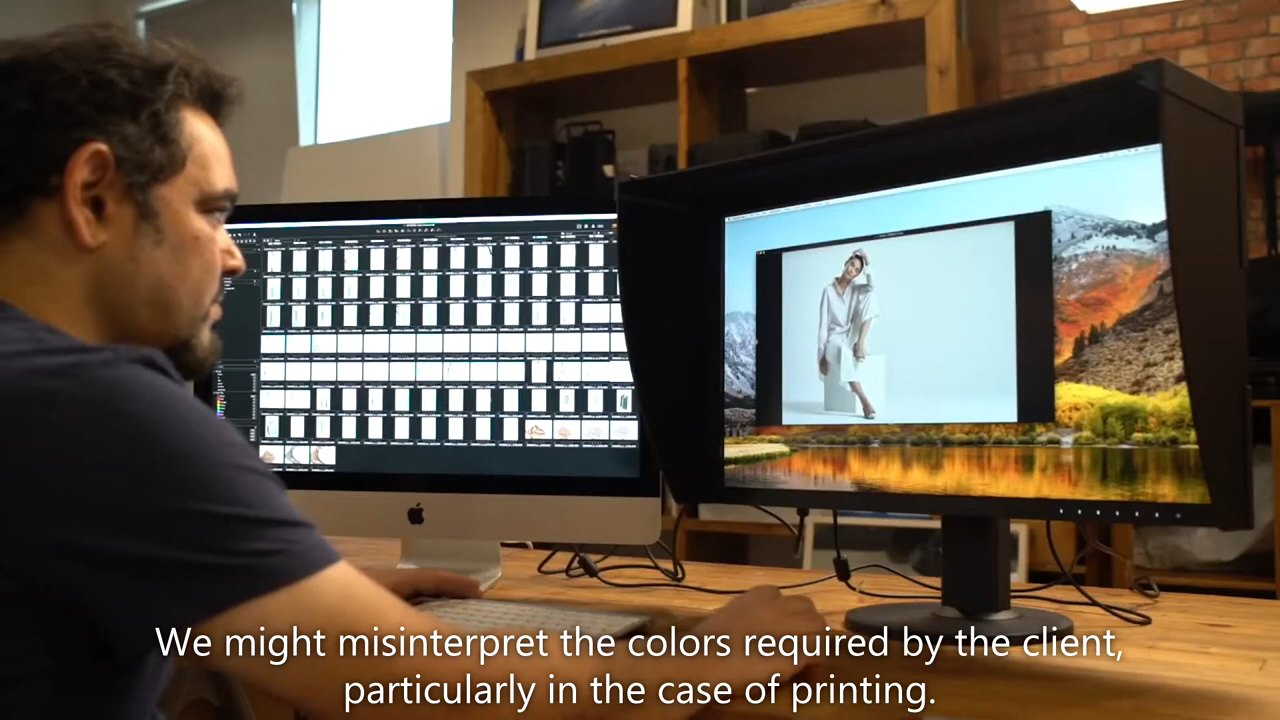 We might misinterpret the colors required by the client,
particularly in the case of printing.